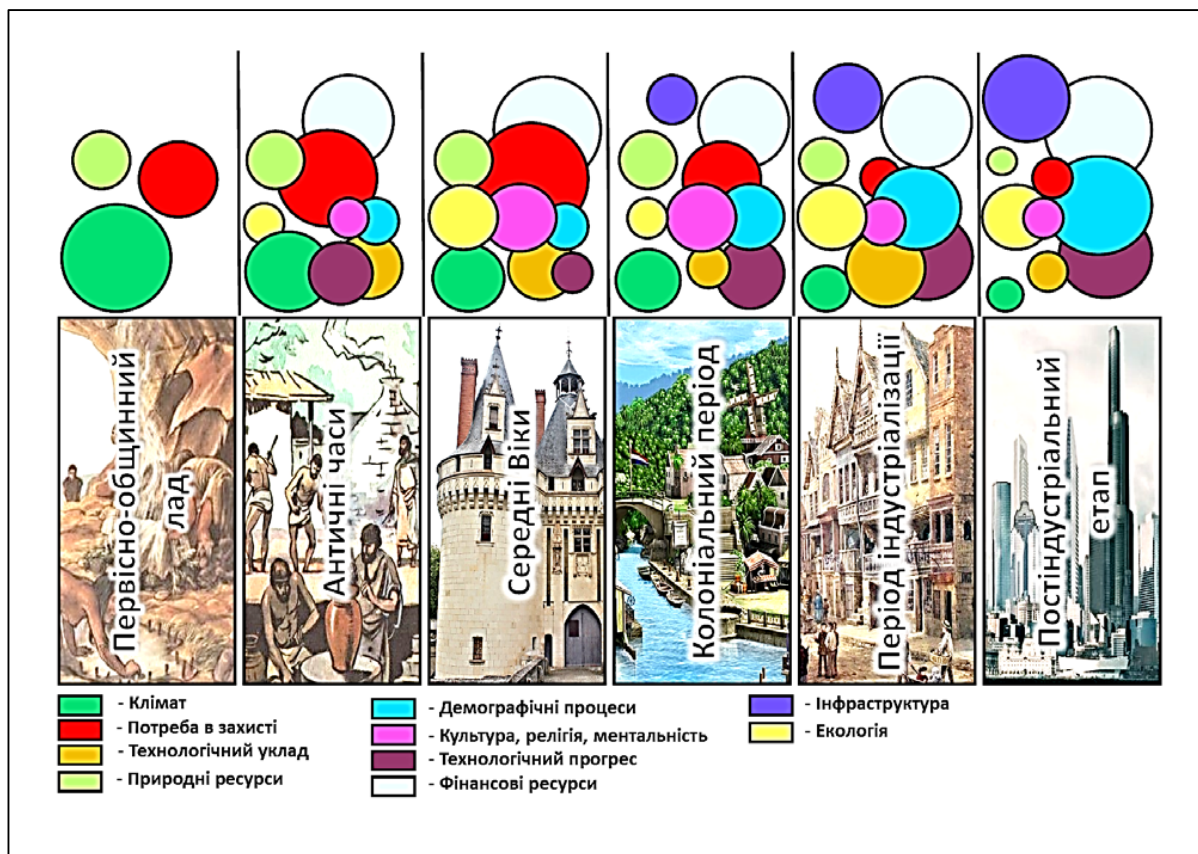 Первісно-общинний
лад
Античні часи
Середні Віки
Колоніальний період
Період індустріалізації
Постіндустріальний
етап
- Клімат
- Потреба в захисті
- Технологічний уклад
- Природні ресурси
- Демографічні процеси
- Культура, релігія, ментальність
- Технологічний прогрес
- Фінансові ресурси
- Інфраструктура
- Екологія